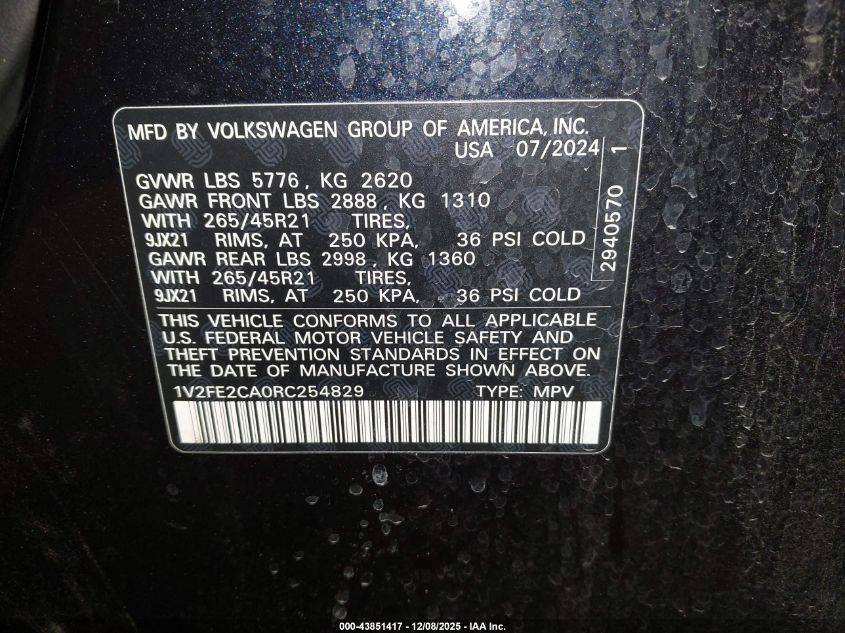 MFD BY VOLKSWAGEN GROUP OF AMERICA, INC.
USA 07/2024
GVWR LBS 5776, KG 2620
GAWR FRONT LBS 2888, KG 1310
WITH 265/45R21 TIRES,
9JX21 RIMS, AT 250 KPA, 36 PSI COLD
GAWR REAR LBS 2998, KG 1360
WITH 265/45R21 TIRES,
9JX21 RIMS, AT 250 KPA, 36 PSI COLD
2940570 1
THIS VEHICLE CONFORMS TO ALL APPLICABLE
U.S. FEDERAL MOTOR VEHICLE SAFETY AND
THEFT PREVENTION STANDARDS IN EFFECT ON
THE DATE OF MANUFACTURE SHOWN ABOVE.
1V2FE2CA0RC254829 TYPE: MPV
000-43851417 - 12/08/2025 - IAA Inc.